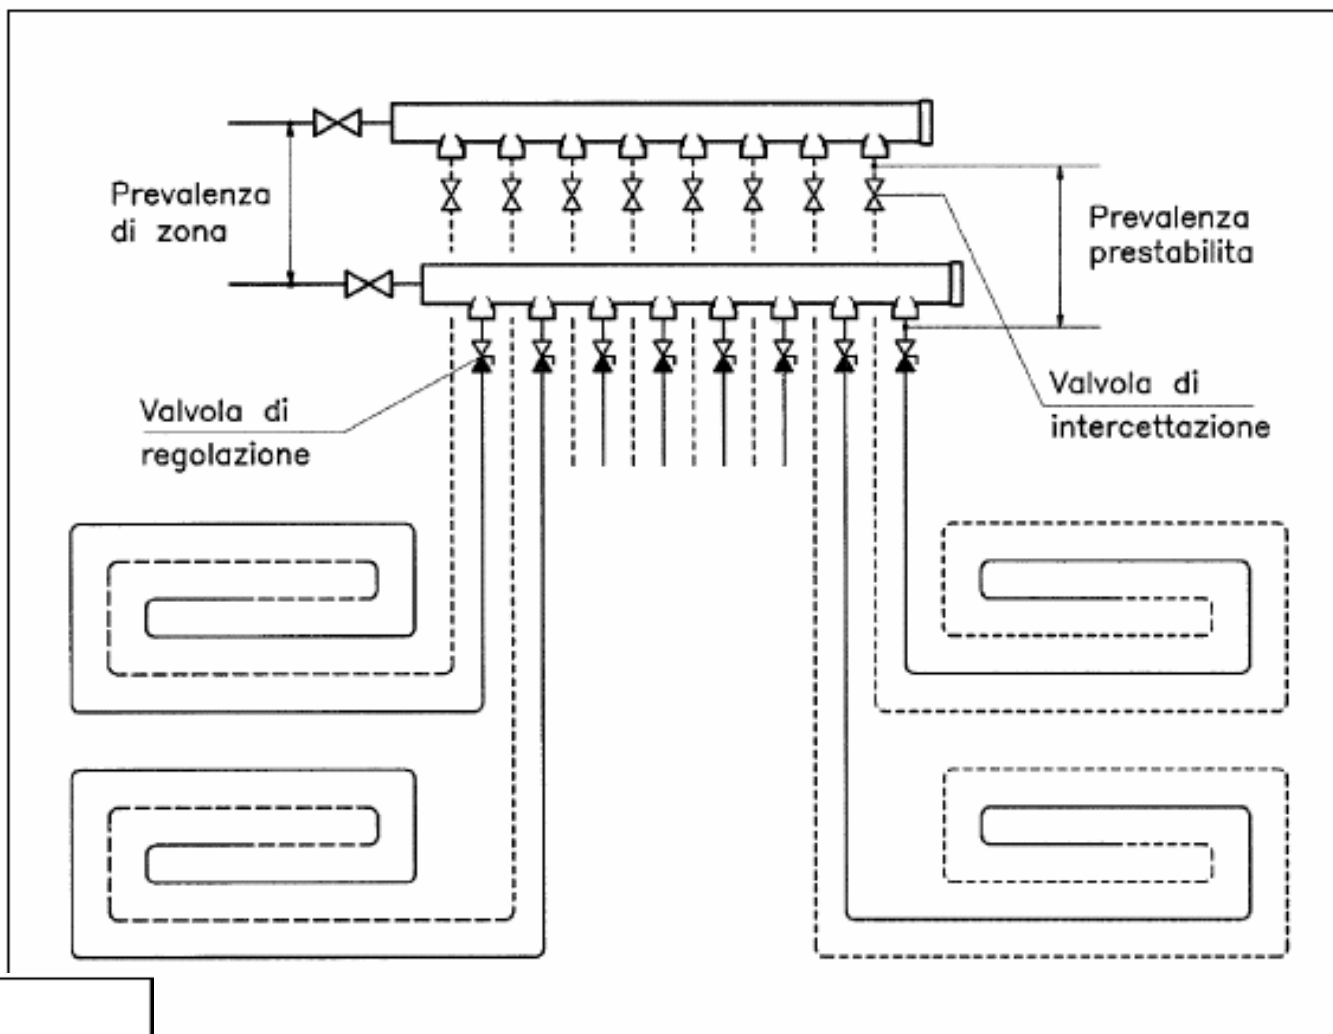 Prevalenza
di zona
Prevalenza
prestabilita
Valvola di
regolazione
Valvola di
intercettazione